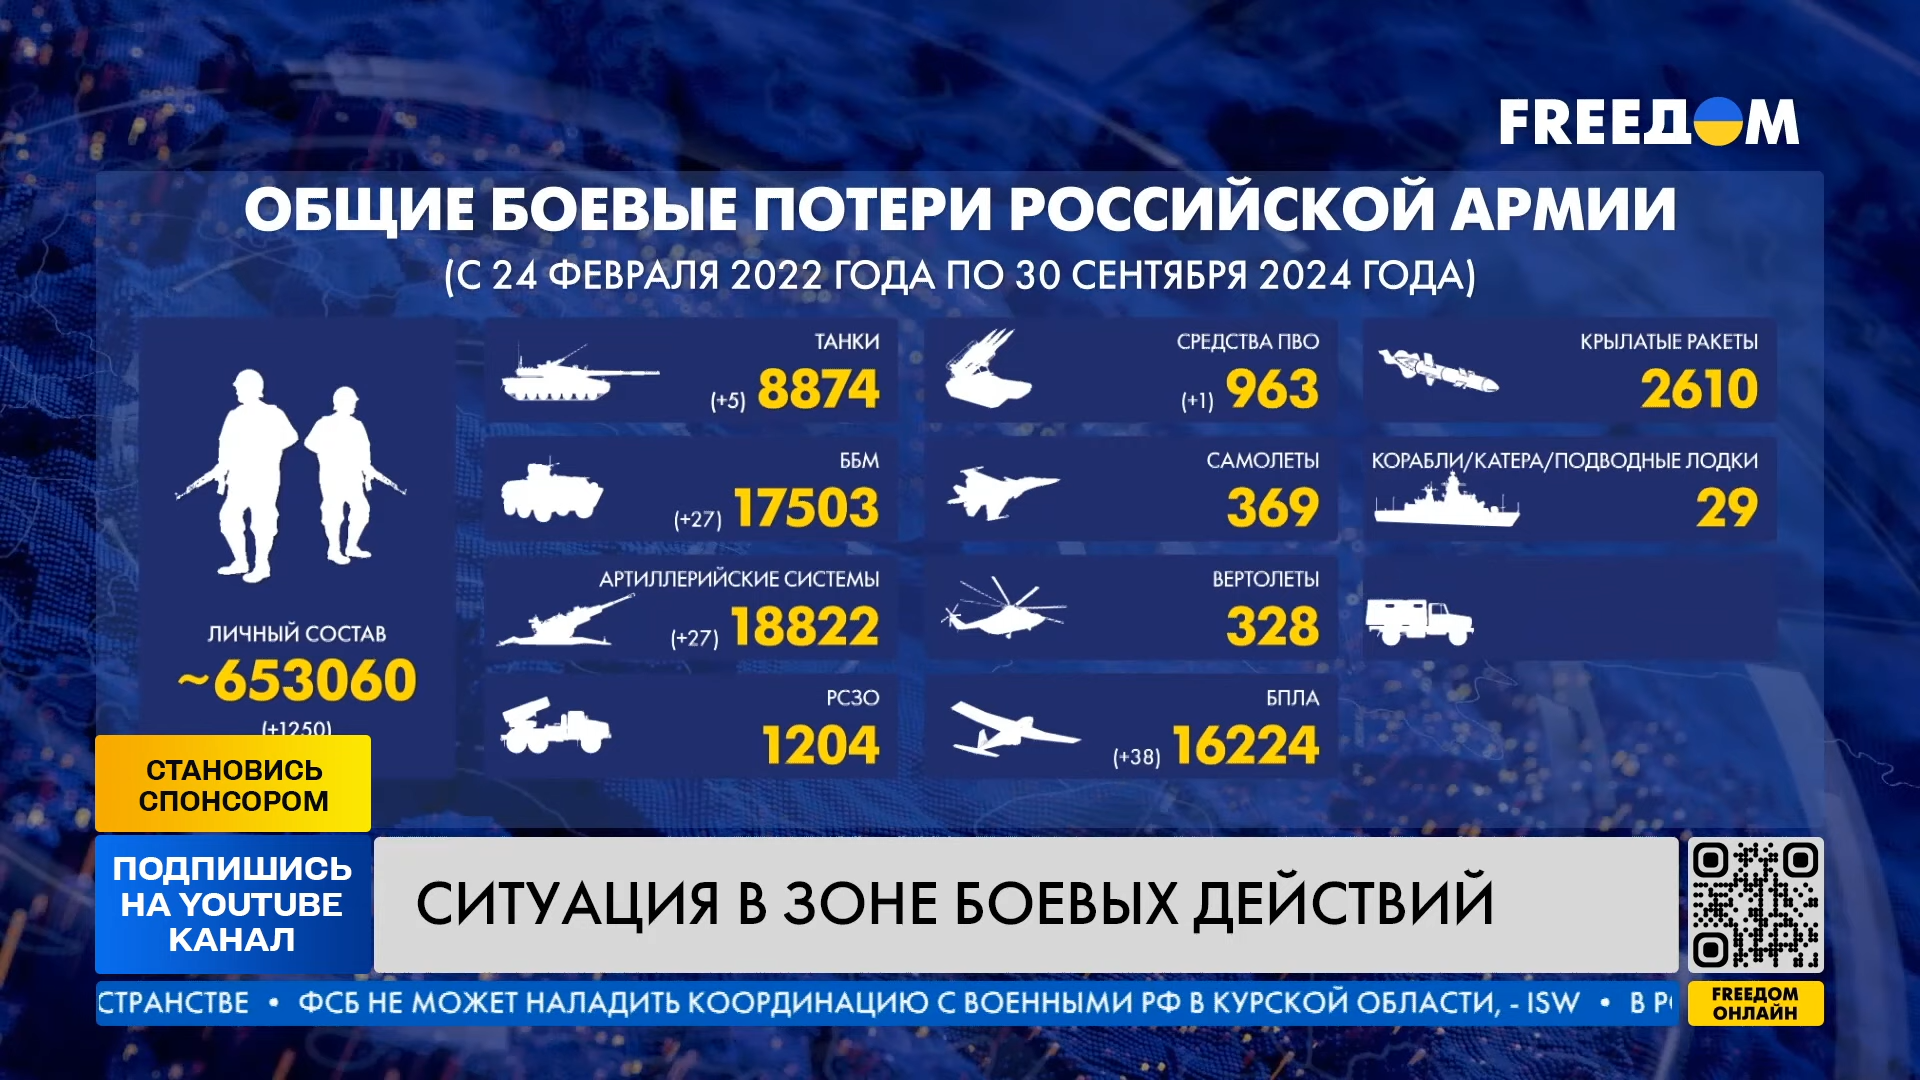 FREEДОМ
ОБЩИЕ БОЕВЫЕ ПОТЕРИ РОССИЙСКОЙ АРМИИ
(С 24 ФЕВРАЛЯ 2022 ГОДА ПО 30 СЕНТЯБРЯ 2024 ГОДА)
ЛИЧНЫЙ СОСТАВ
~653060
(+1250)
ТАНКИ
(+5) 8874
ББМ
(+27) 17503
АРТИЛЛЕРИЙСКИЕ СИСТЕМЫ
(+27) 18822
РСЗО
1204
СРЕДСТВА ПВО
(+1) 963
САМОЛЕТЫ
369
ВЕРТОЛЕТЫ
328
БПЛА
(+38) 16224
КРЫЛАТЫЕ РАКЕТЫ
2610
КОРАБЛИ/КАТЕРА/ПОДВОДНЫЕ ЛОДКИ
29
СТАНОВИСЬ
СПОНСОРОМ
ПОДПИШИСЬ
НА YOUTUBE
КАНАЛ
СИТУАЦИЯ В ЗОНЕ БОЕВЫХ ДЕЙСТВИЙ
СТРАНСТВЕ • ФСБ НЕ МОЖЕТ НАЛАДИТЬ КООРДИНАЦИЮ С ВОЕННЫМИ РФ В КУРСКОЙ ОБЛАСТИ, - ISW • В
FREEДОМ
ОНЛАЙН